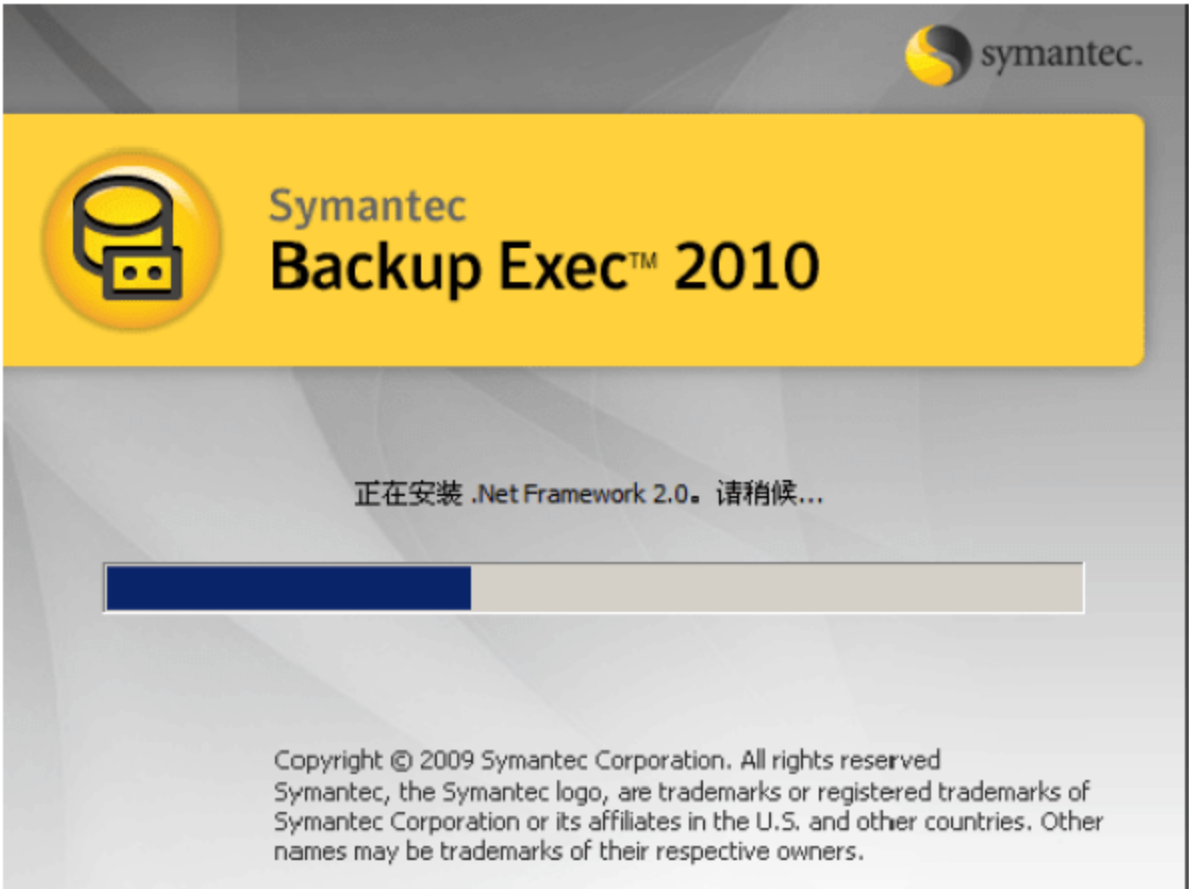 symantec.
Symantec
Backup Exec™ 2010
正在安装 .Net Framework 2.0。请稍候...
Copyright © 2009 Symantec Corporation. All rights reserved
Symantec, the Symantec logo, are trademarks or registered trademarks of
Symantec Corporation or its affiliates in the U.S. and other countries. Other
names may be trademarks of their respective owners.